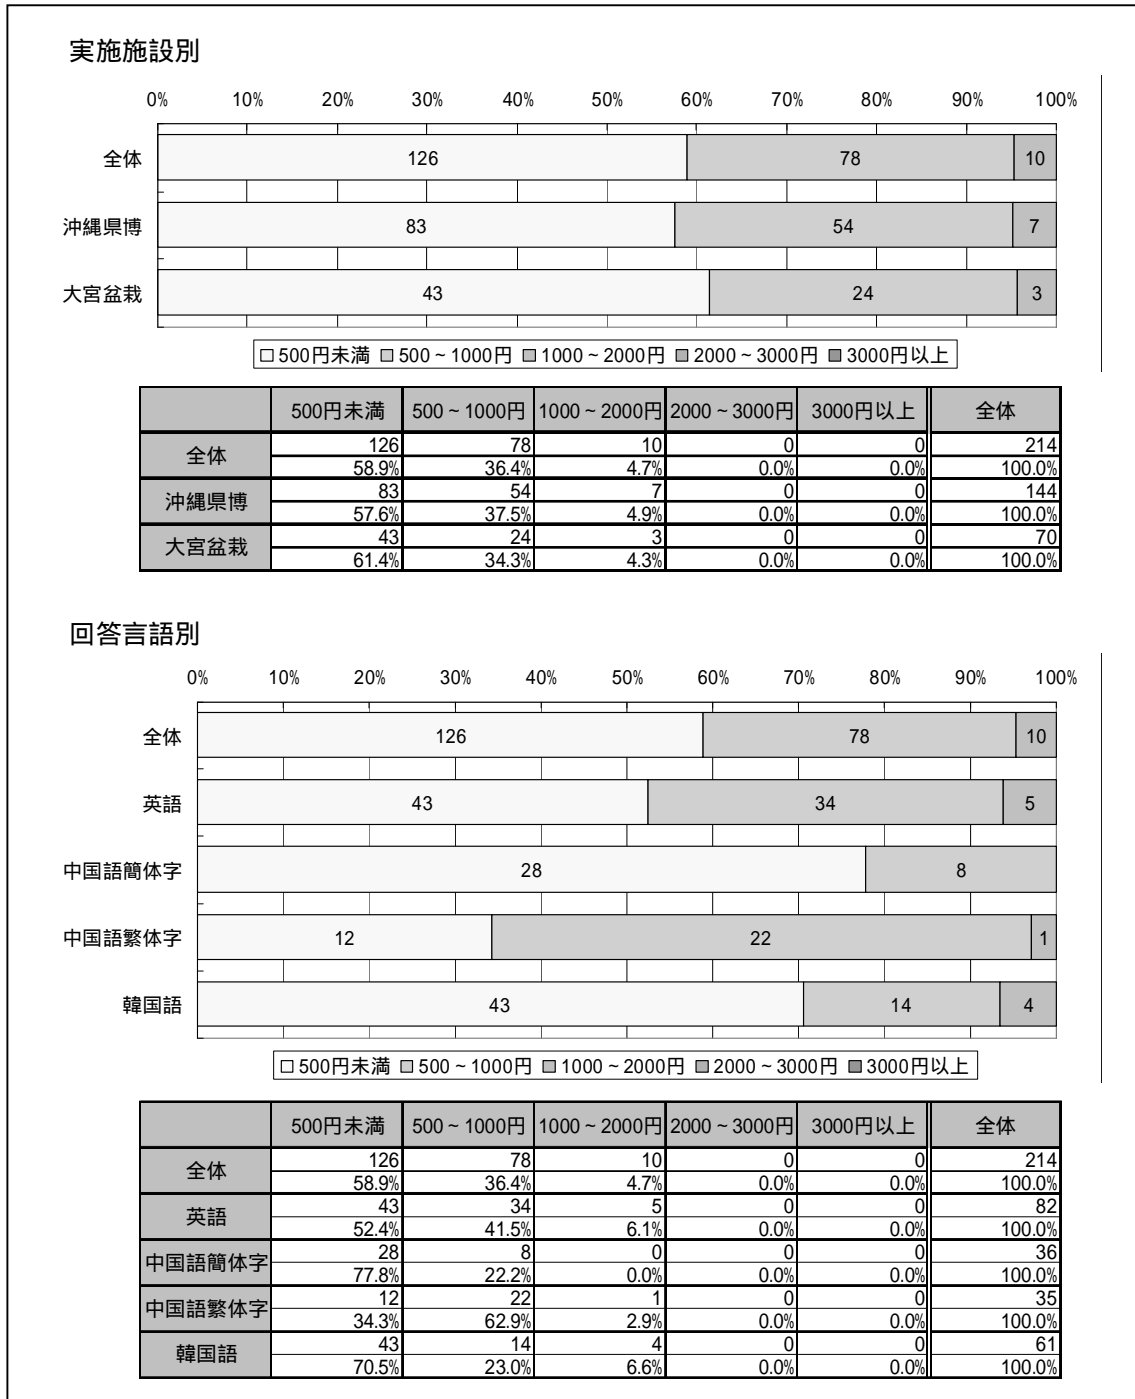 実施施設別
0% 10% 20% 30% 40% 50% 60% 70% 80% 90% 100%
全体 126 78 10
沖縄県博 83 54 7
大宮盆栽 43 24 3
□500円未満 ■500~1000円 ■1000~2000円 ■2000~3000円 ■3000円以上
500円未満 500~1000円 1000~2000円 2000~3000円 3000円以上 全体
全体 126 78 10 0 0 214
58.9% 36.4% 4.7% 0.0% 0.0% 100.0%
沖縄県博 83 54 7 0 0 144
57.6% 37.5% 4.9% 0.0% 0.0% 100.0%
大宮盆栽 43 24 3 0 0 70
61.4% 34.3% 4.3% 0.0% 0.0% 100.0%
回答言語別
0% 10% 20% 30% 40% 50% 60% 70% 80% 90% 100%
全体 126 78 10
英語 43 34 5
中国語簡体字 28 8
中国語繁体字 12 22 1
韓国語 43 14 4
□500円未満 ■500~1000円 ■1000~2000円 ■2000~3000円 ■3000円以上
500円未満 500~1000円 1000~2000円 2000~3000円 3000円以上 全体
全体 126 78 10 0 0 214
58.9% 36.4% 4.7% 0.0% 0.0% 100.0%
英語 43 34 5 0 0 82
52.4% 41.5% 6.1% 0.0% 0.0% 100.0%
中国語簡体字 28 8 0 0 0 36
77.8% 22.2% 0.0% 0.0% 0.0% 100.0%
中国語繁体字 12 22 1 0 0 35
34.3% 62.9% 2.9% 0.0% 0.0% 100.0%
韓国語 43 14 4 0 0 61
70.5% 23.0% 6.6% 0.0% 0.0% 100.0%